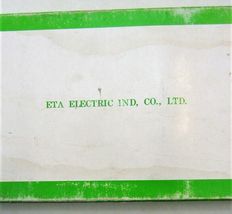 ETA ELECTRIC IND, CO., LTD.